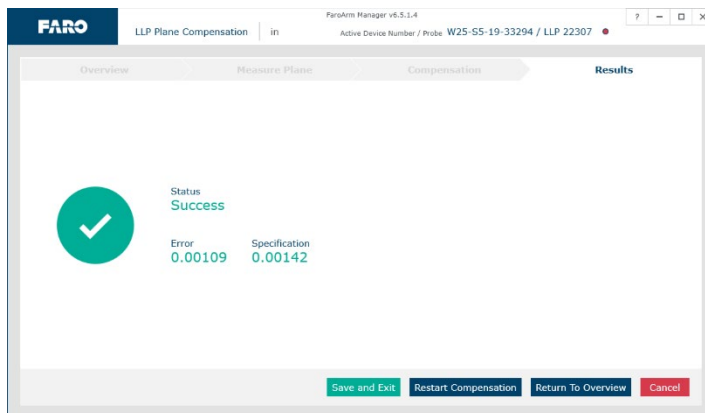 FaroArm Manager v6.5.1.4
FARO
LLP Plane Compensation in
Active Device Number / Probe W25-S5-19-33294 / LLP 22307
?
Overview Measure Plane Compensation Results
Status
Success
Error Specification
0.00109 0.00142
Save and Exit Restart Compensation Return To Overview Cancel